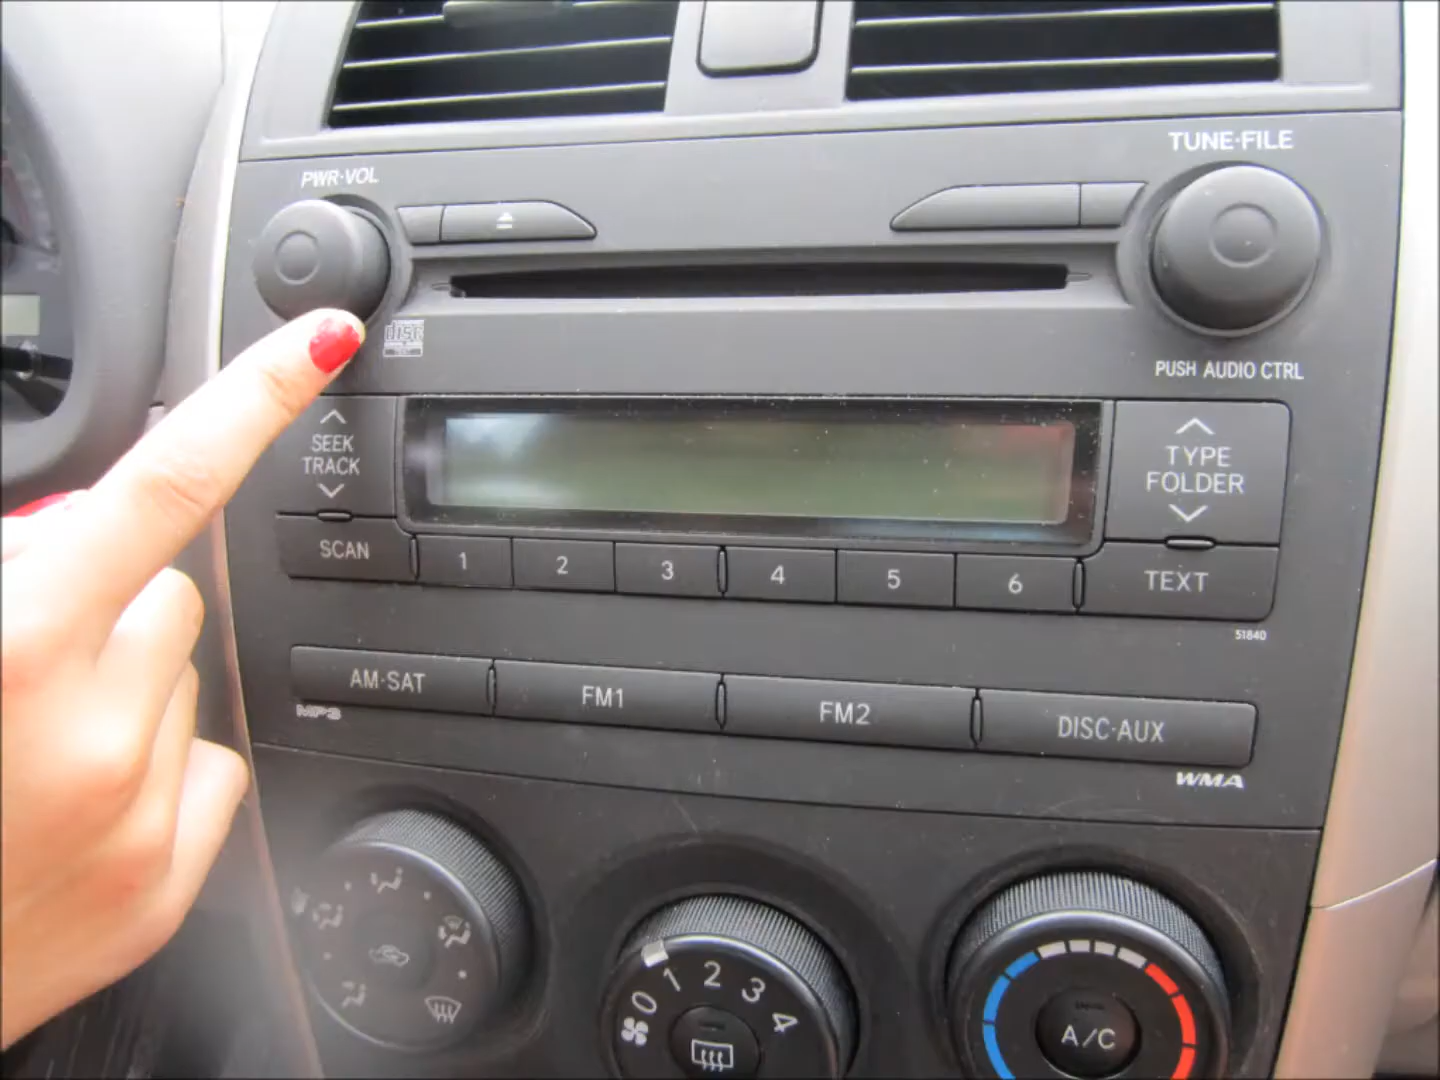 PWR·VOL
TUNE·FILE
disc
PUSH AUDIO CTRL
SEEK
TRACK
TYPE
FOLDER
SCAN
1
2
3
4
5
6
TEXT
51840
AM·SAT
FM1
FM2
DISC·AUX
MP3
WMA
0
1
2
3
4
A/C